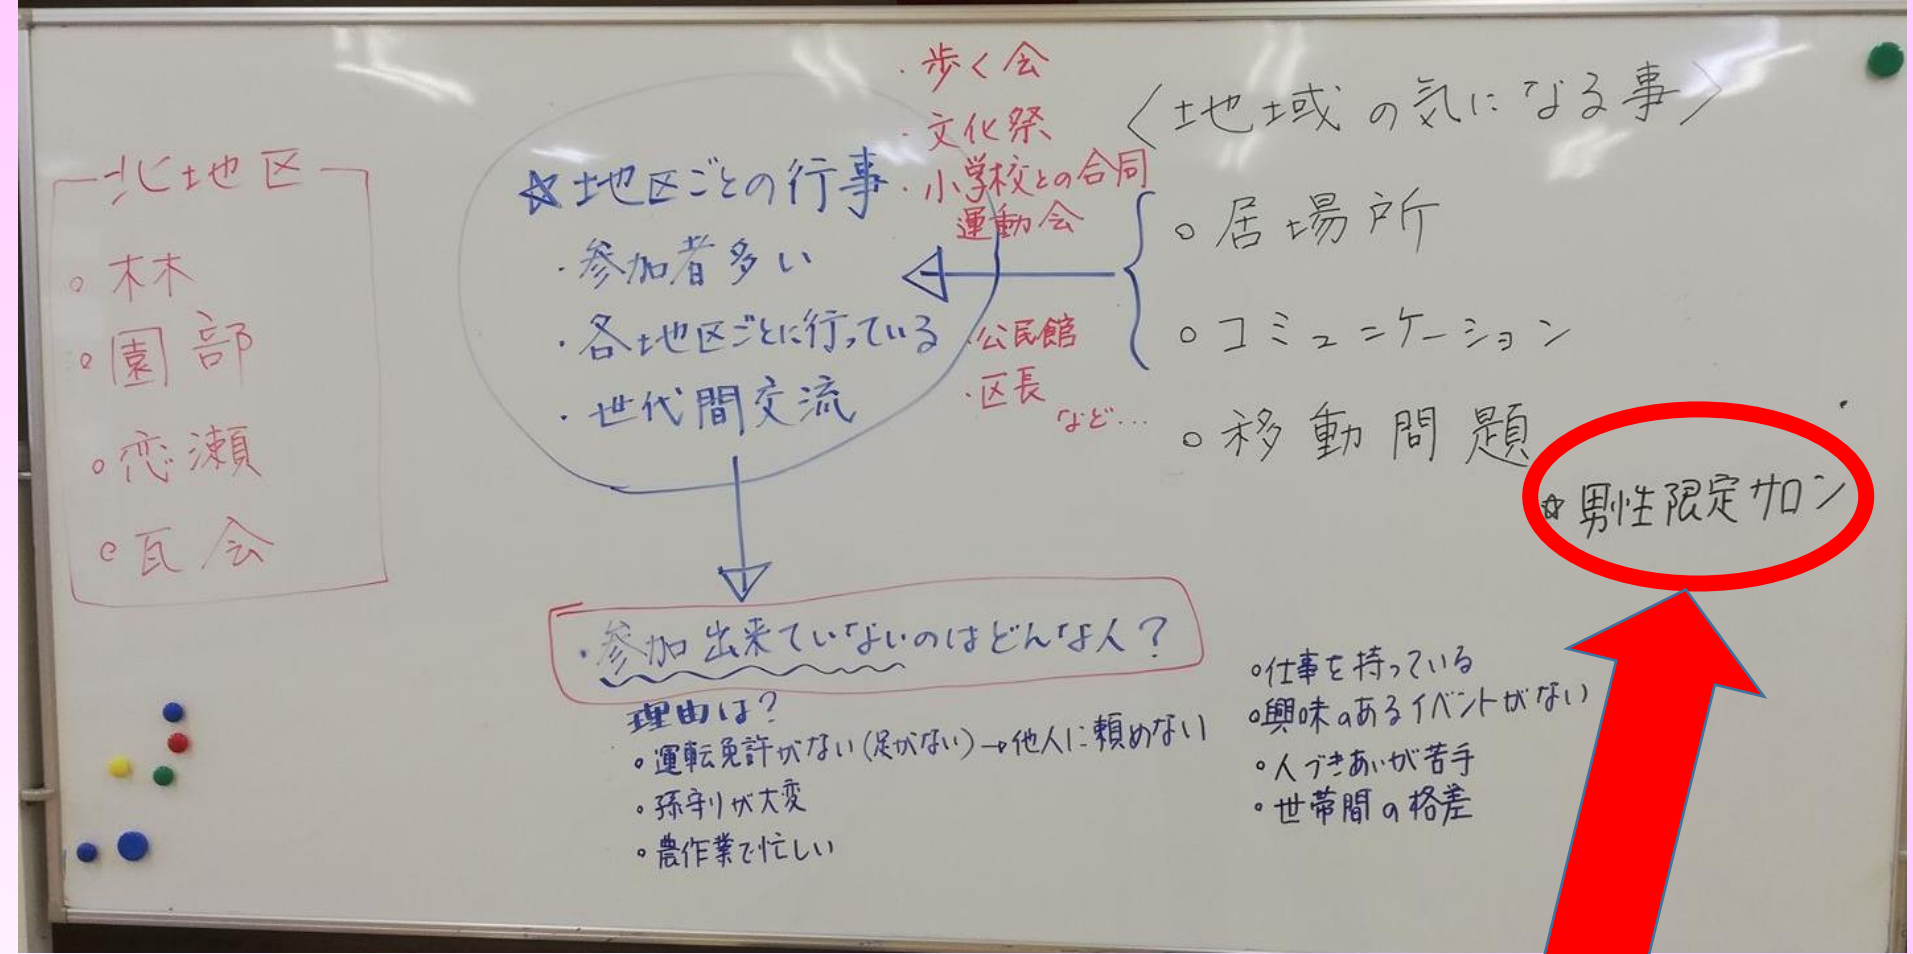 北地区
○林
○園部
○恋瀬
○瓦会
☆地区ごとの行事
・参加者多い
・各地区ごとに行っている
・世代間交流
・歩く会
・文化祭
・小学校との合同
運動会
・公民館
・区長
など…
〈地域の気になる事〉
○居場所
○コミュニケーション
○移動問題
☆男性限定サロン
・参加出来ていないのはどんな人？
理由は？
○運転免許がない(足がない)→他人に頼めない
○孫守りが大変
○農作業で忙しい
○仕事を持っている
○興味のあるイベントがない
○人づきあいが苦手
○世帯間の格差